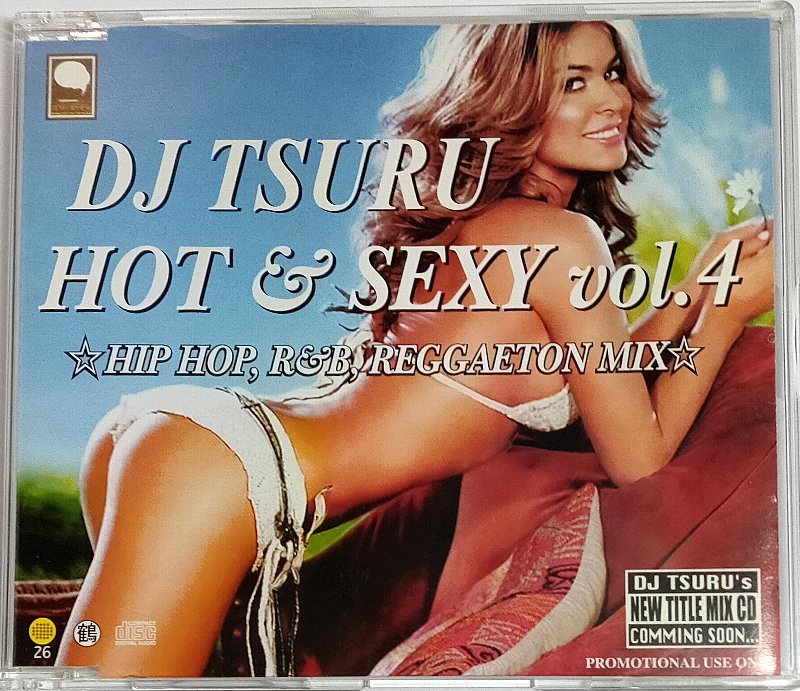 DJ TSURU
HOT & SEXY vol.4
☆HIP HOP, R&B, REGGAETON MIX☆
DJ TSURU's
NEW TITLE MIX CD
COMMING SOON...
26
鶴
COMPACT
disc
DIGITAL AUDIO
PROMOTIONAL USE ON